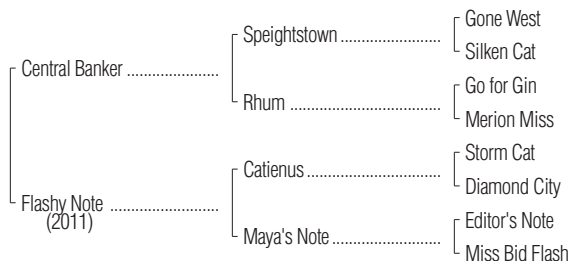 Gone West
Speightstown
Silken Cat
Central Banker
Go for Gin
Rhum
Merion Miss
Storm Cat
Catienus
Diamond City
Flashy Note
(2011)
Editor's Note
Maya's Note
Miss Bid Flash